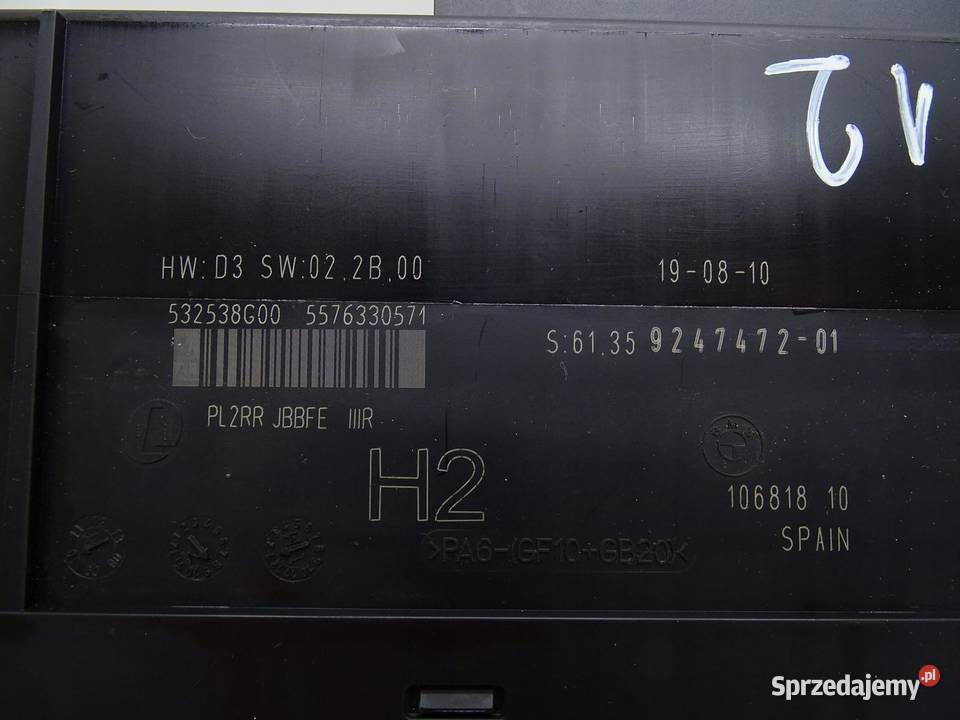 HW: D3 SW:02.2B.00
19-08-10
532538G00 5576330571
S:61.35 9247472-01
PL2RR JBBFE IIIR
H2
BMW
106818 10
SPAIN
>PA6-(GF10+GB20)<
Sprzedajemy.pl